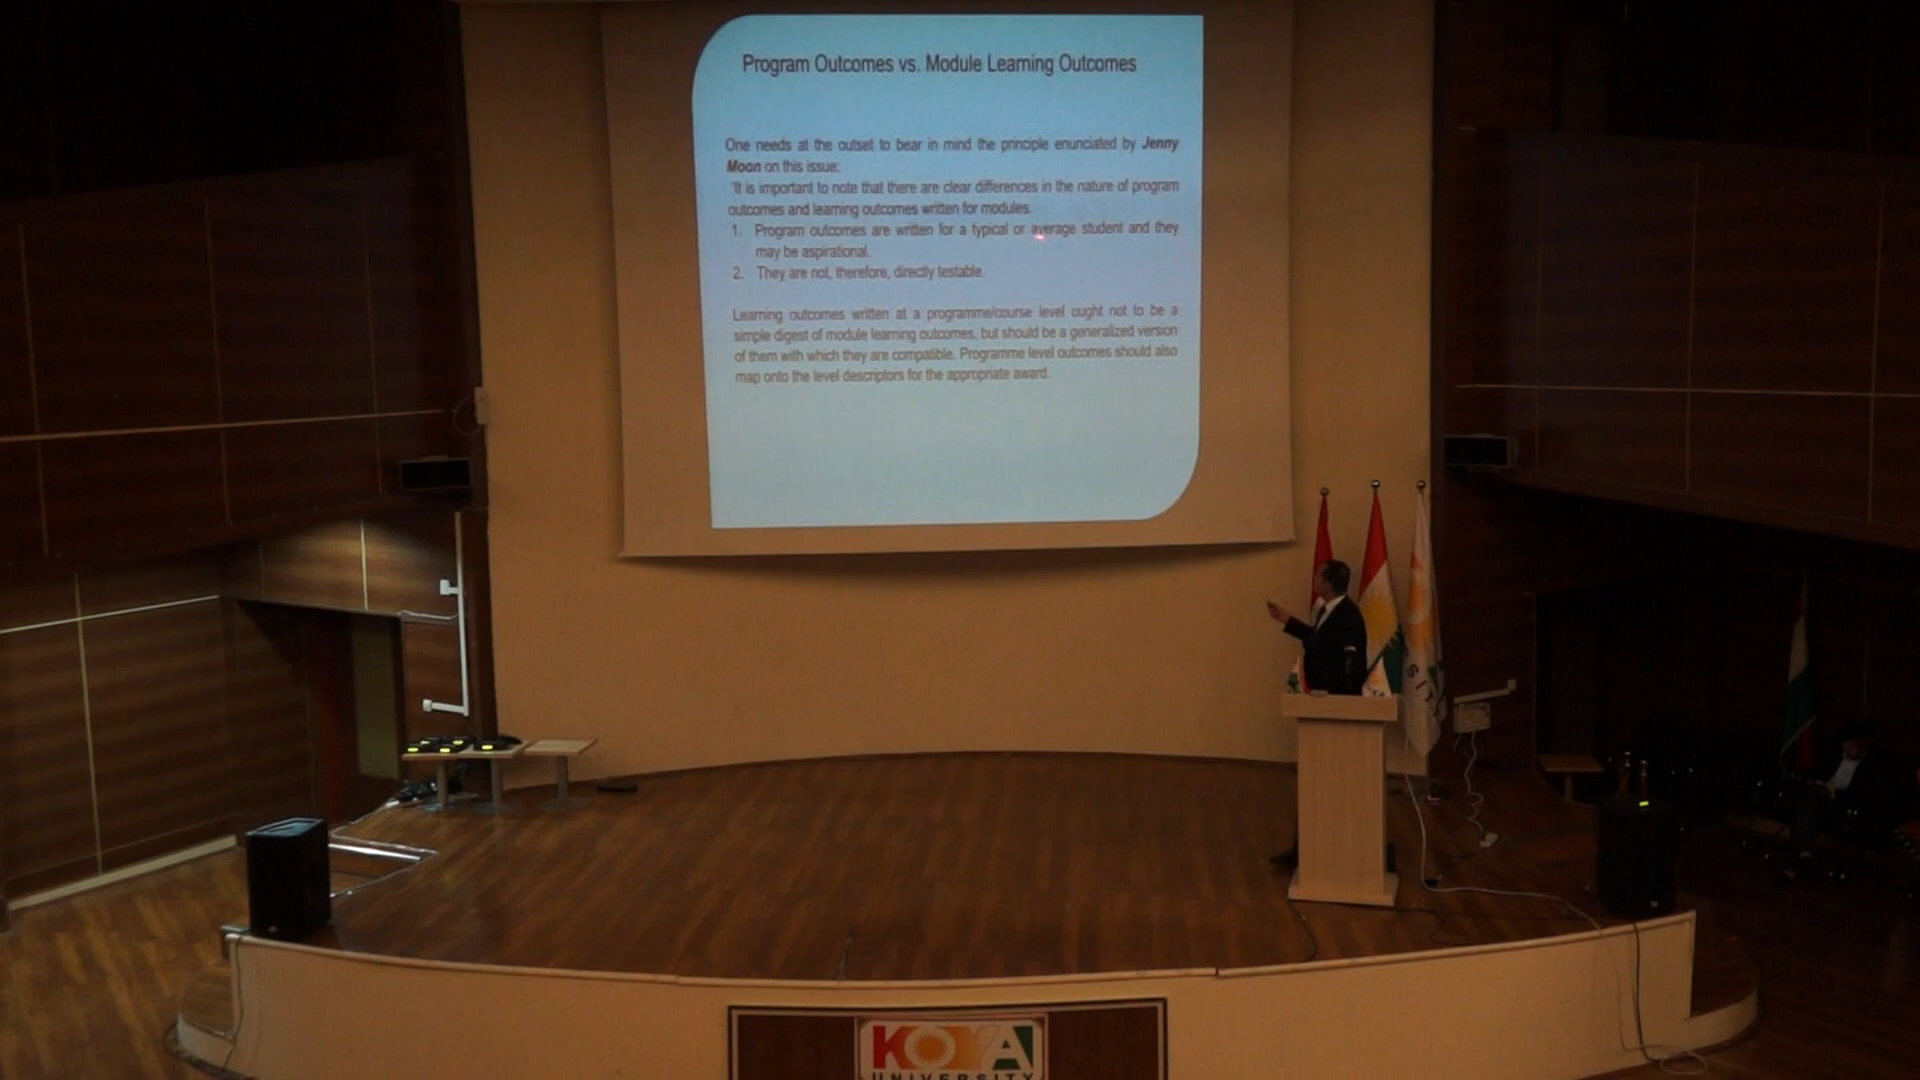 Program Outcomes vs. Module Learning Outcomes
One needs at the outset to bear in mind the principle enunciated by Jenny
Moon on this issue:
"It is important to note that there are clear differences in the nature of program
outcomes and learning outcomes written for modules.
1. Program outcomes are written for a typical or average student and they
may be aspirational.
2. They are not, therefore, directly testable.
Learning outcomes written at a programme/course level ought not to be a
simple digest of module learning outcomes, but should be a generalized version
of them with which they are compatible. Programme level outcomes should also
map onto the level descriptors for the appropriate award.
SIT
KOYA
UNIVERSITY